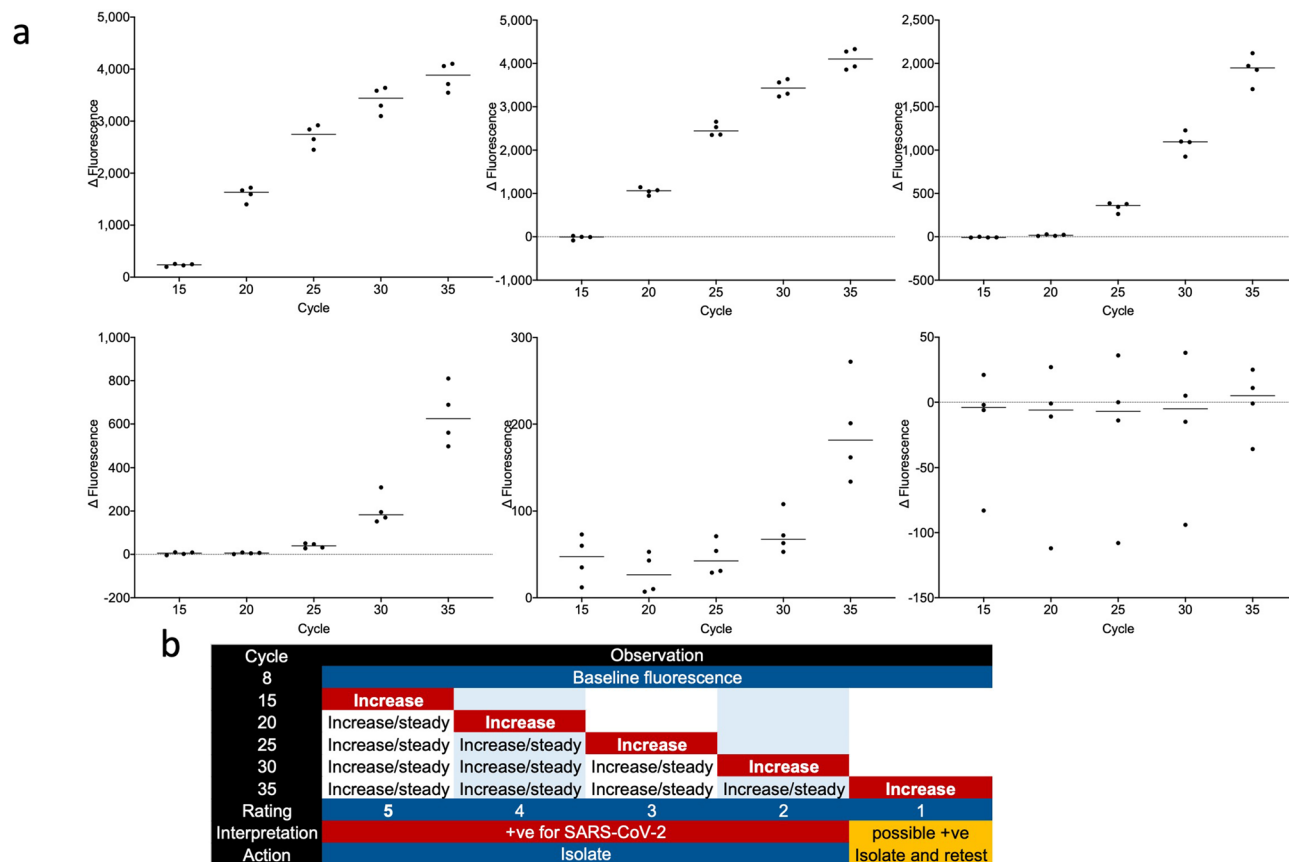 a
5,000
4,000
3,000
2,000
1,000
0
Δ Fluorescence
15 20 25 30 35
Cycle
5,000
4,000
3,000
2,000
1,000
0
-1,000
Δ Fluorescence
15 20 25 30 35
Cycle
2,500
2,000
1,500
1,000
500
0
-500
Δ Fluorescence
15 20 25 30 35
Cycle
1,000
800
600
400
200
0
-200
Δ Fluorescence
15 20 25 30 35
Cycle
300
200
100
0
Δ Fluorescence
15 20 25 30 35
Cycle
50
0
-50
-100
-150
Δ Fluorescence
15 20 25 30 35
Cycle
b
Cycle Observation
8 Baseline fluorescence
15 Increase
20 Increase/steady Increase
25 Increase/steady Increase/steady Increase
30 Increase/steady Increase/steady Increase/steady Increase
35 Increase/steady Increase/steady Increase/steady Increase/steady Increase
Rating 5 4 3 2 1
Interpretation +ve for SARS-CoV-2 possible +ve
Action Isolate Isolate and retest